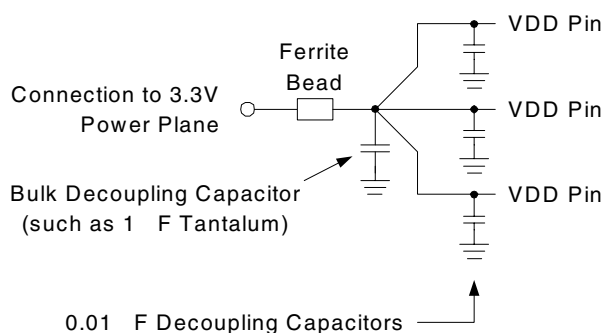 VDD Pin
Ferrite
Bead
Connection to 3.3V
Power Plane
VDD Pin
Bulk Decoupling Capacitor
(such as 1 F Tantalum)
VDD Pin
0.01 F Decoupling Capacitors